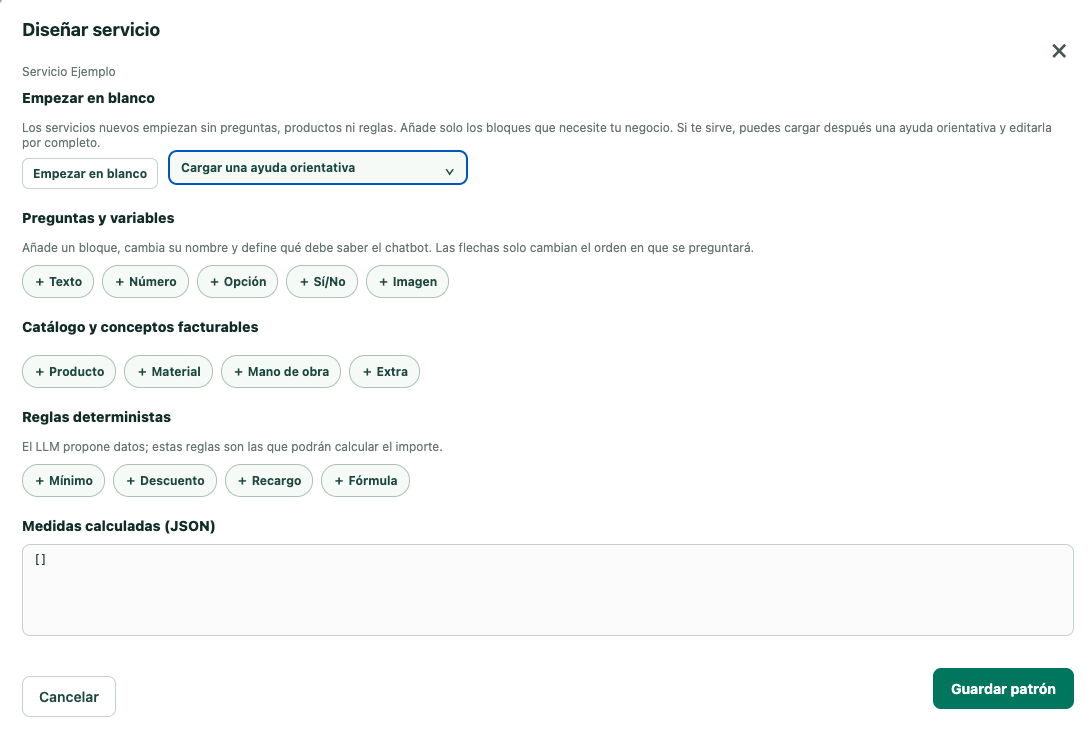 Diseñar servicio
Servicio Ejemplo
Empezar en blanco
Los servicios nuevos empiezan sin preguntas, productos ni reglas. Añade solo los bloques que necesite tu negocio. Si te sirve, puedes cargar después una ayuda orientativa y editarla
por completo.
Empezar en blanco
Cargar una ayuda orientativa
Preguntas y variables
Añade un bloque, cambia su nombre y define qué debe saber el chatbot. Las flechas solo cambian el orden en que se preguntará.
+ Texto
+ Número
+ Opción
+ Sí/No
+ Imagen
Catálogo y conceptos facturables
+ Producto
+ Material
+ Mano de obra
+ Extra
Reglas deterministas
El LLM propone datos; estas reglas son las que podrán calcular el importe.
+ Mínimo
+ Descuento
+ Recargo
+ Fórmula
Medidas calculadas (JSON)
[]
Cancelar
Guardar patrón